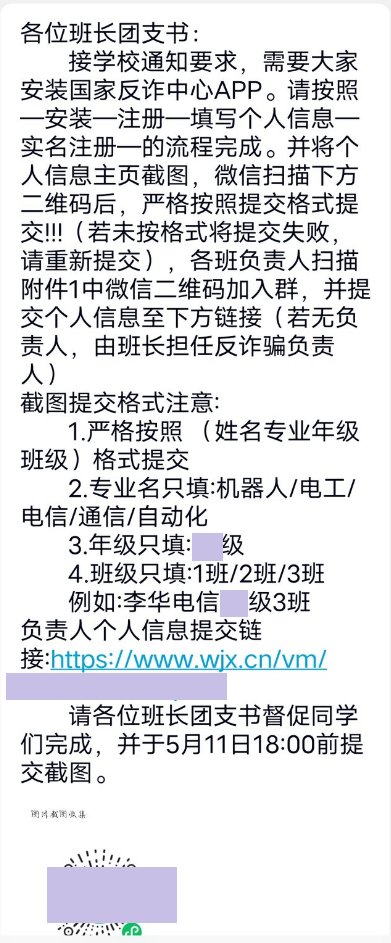 各位班长团支书：
接学校通知要求，需要大家
安装国家反诈中心APP。请按照
—安装—注册—填写个人信息—
实名注册—的流程完成。并将个
人信息主页截图，微信扫描下方
二维码后，严格按照提交格式提
交!!!（若未按格式将提交失败，
请重新提交），各班负责人扫描
附件1中微信二维码加入群，并提
交个人信息至下方链接（若无负
责人，由班长担任反诈骗负责
人）
截图提交格式注意:
1.严格按照 （姓名专业年级
班级）格式提交
2.专业名只填:机器人/电工/
电信/通信/自动化
3.年级只填:级
4.班级只填:1班/2班/3班
例如:李华电信级3班
负责人个人信息提交链
接:https://www.wjx.cn/vm/
请各位班长团支书督促同学
们完成，并于5月11日18:00前提
交截图。
图片截图收集